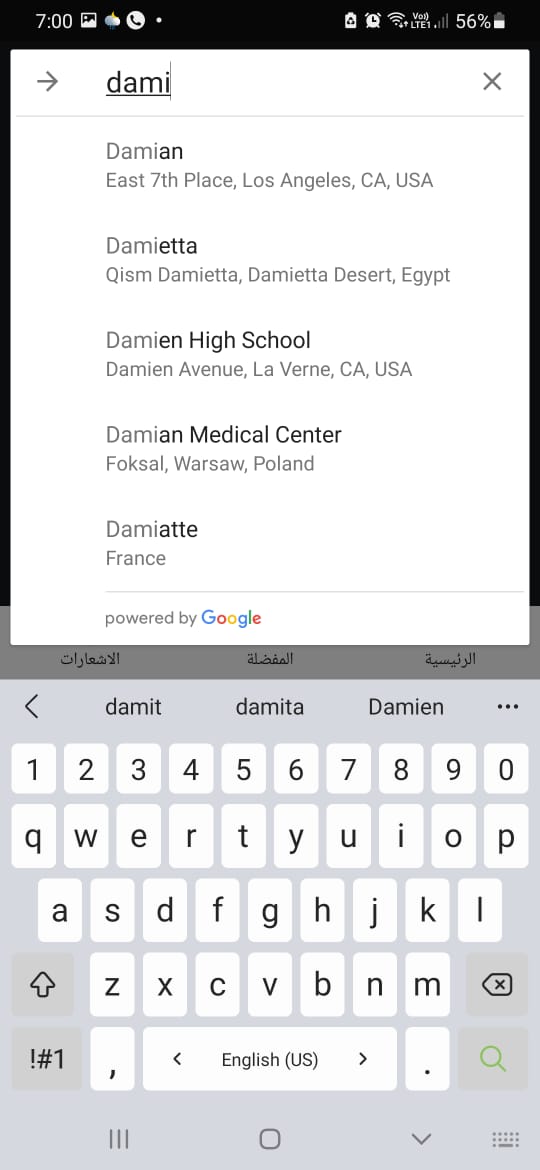 7:00 Vo)) LTE1 56%
dami
Damian
East 7th Place, Los Angeles, CA, USA
Damietta
Qism Damietta, Damietta Desert, Egypt
Damien High School
Damien Avenue, La Verne, CA, USA
Damian Medical Center
Foksal, Warsaw, Poland
Damiatte
France
powered by Google
الرئيسية المفضلة الاشعارات
damit damita Damien ...
1 2 3 4 5 6 7 8 9 0
q w e r t y u i o p
a s d f g h j k l
z x c v b n m
!#1 , < English (US) > .